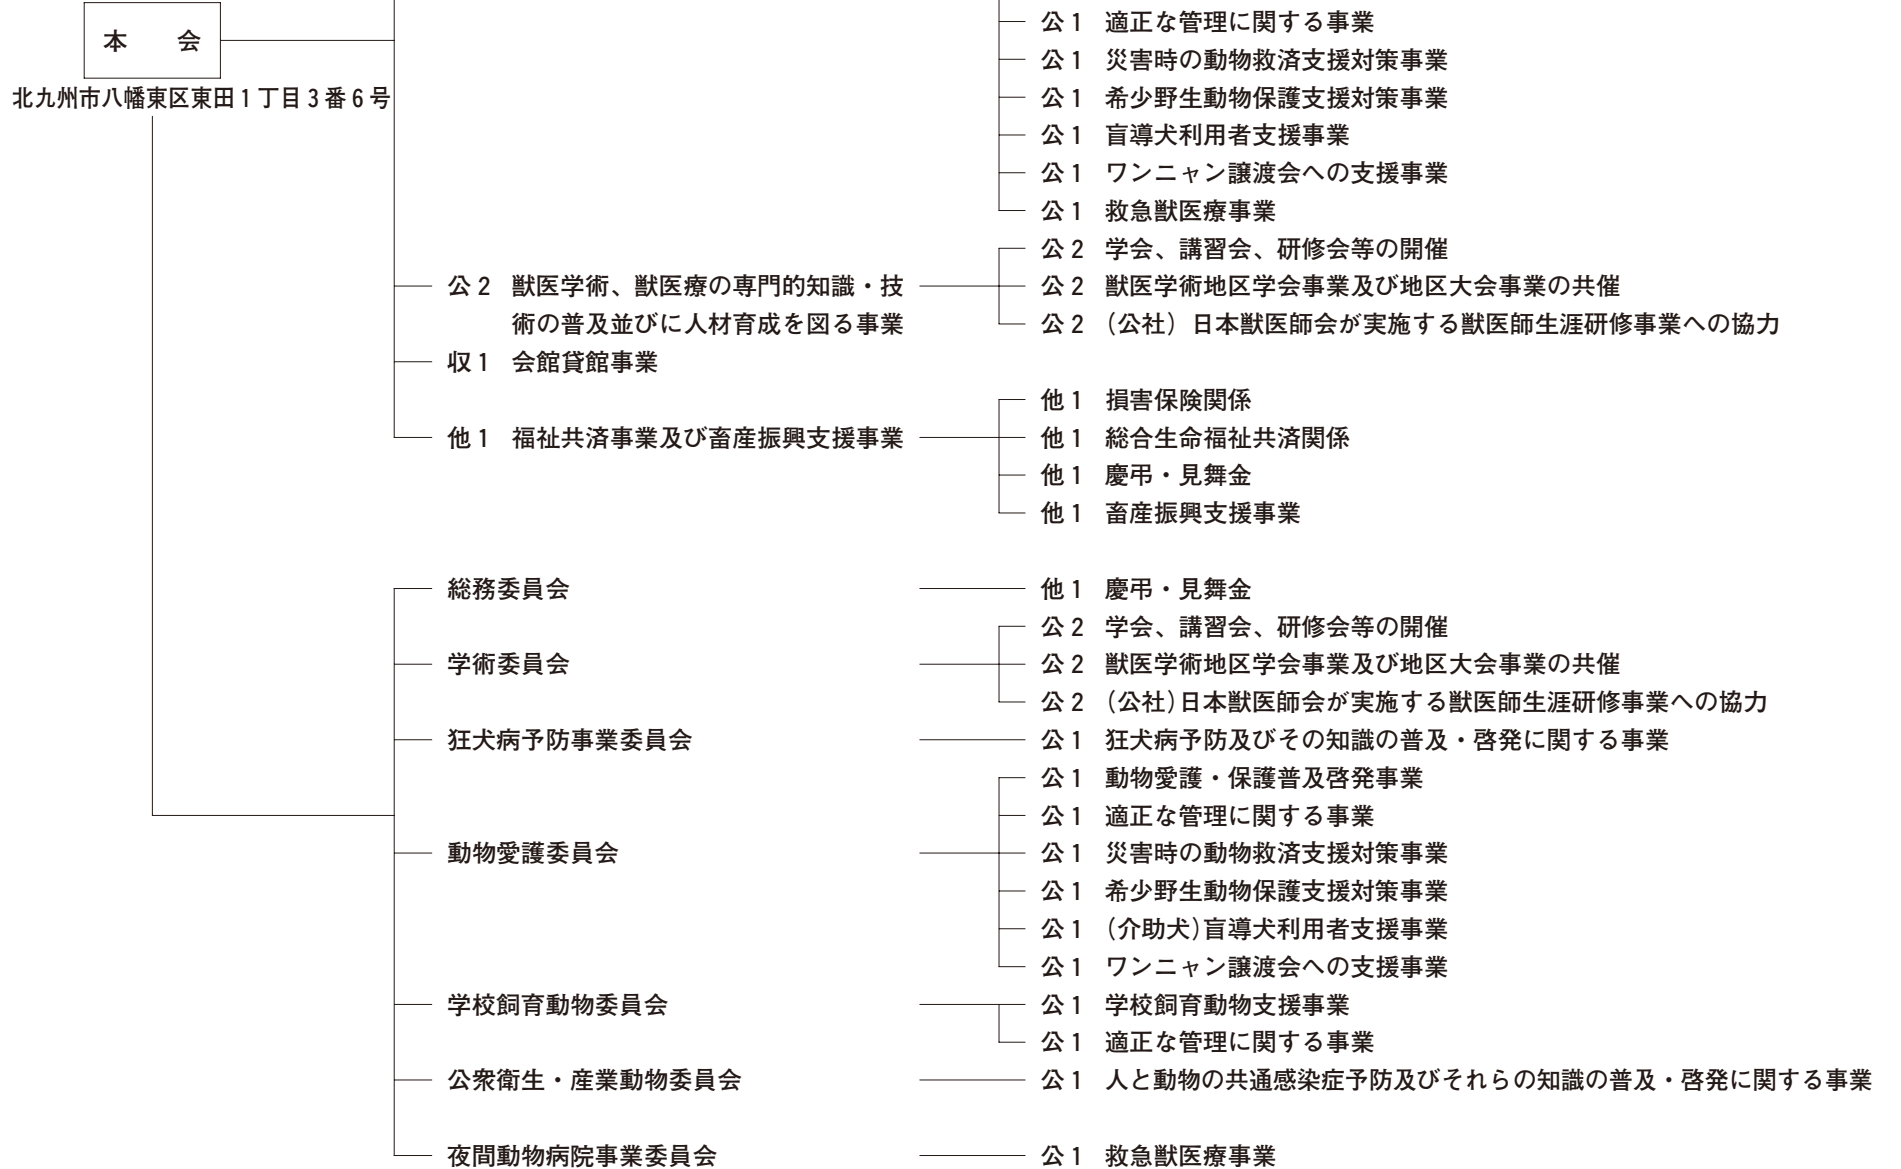 本　会
北九州市八幡東区東田1丁目3番6号
公1 適正な管理に関する事業
公1 災害時の動物救済支援対策事業
公1 希少野生動物保護支援対策事業
公1 盲導犬利用者支援事業
公1 ワンニャン譲渡会への支援事業
公1 救急獣医療事業
公2 獣医学術、獣医療の専門的知識・技
術の普及並びに人材育成を図る事業
公2 学会、講習会、研修会等の開催
公2 獣医学術地区学会事業及び地区大会事業の共催
公2 （公社）日本獣医師会が実施する獣医師生涯研修事業への協力
収1 会館貸館事業
他1 福祉共済事業及び畜産振興支援事業
他1 損害保険関係
他1 総合生命福祉共済関係
他1 慶弔・見舞金
他1 畜産振興支援事業
総務委員会
他1 慶弔・見舞金
学術委員会
公2 学会、講習会、研修会等の開催
公2 獣医学術地区学会事業及び地区大会事業の共催
公2 （公社）日本獣医師会が実施する獣医師生涯研修事業への協力
狂犬病予防事業委員会
公1 狂犬病予防及びその知識の普及・啓発に関する事業
動物愛護委員会
公1 動物愛護・保護普及啓発事業
公1 適正な管理に関する事業
公1 災害時の動物救済支援対策事業
公1 希少野生動物保護支援対策事業
公1 （介助犬）盲導犬利用者支援事業
公1 ワンニャン譲渡会への支援事業
学校飼育動物委員会
公1 学校飼育動物支援事業
公1 適正な管理に関する事業
公衆衛生・産業動物委員会
公1 人と動物の共通感染症予防及びそれらの知識の普及・啓発に関する事業
夜間動物病院事業委員会
公1 救急獣医療事業